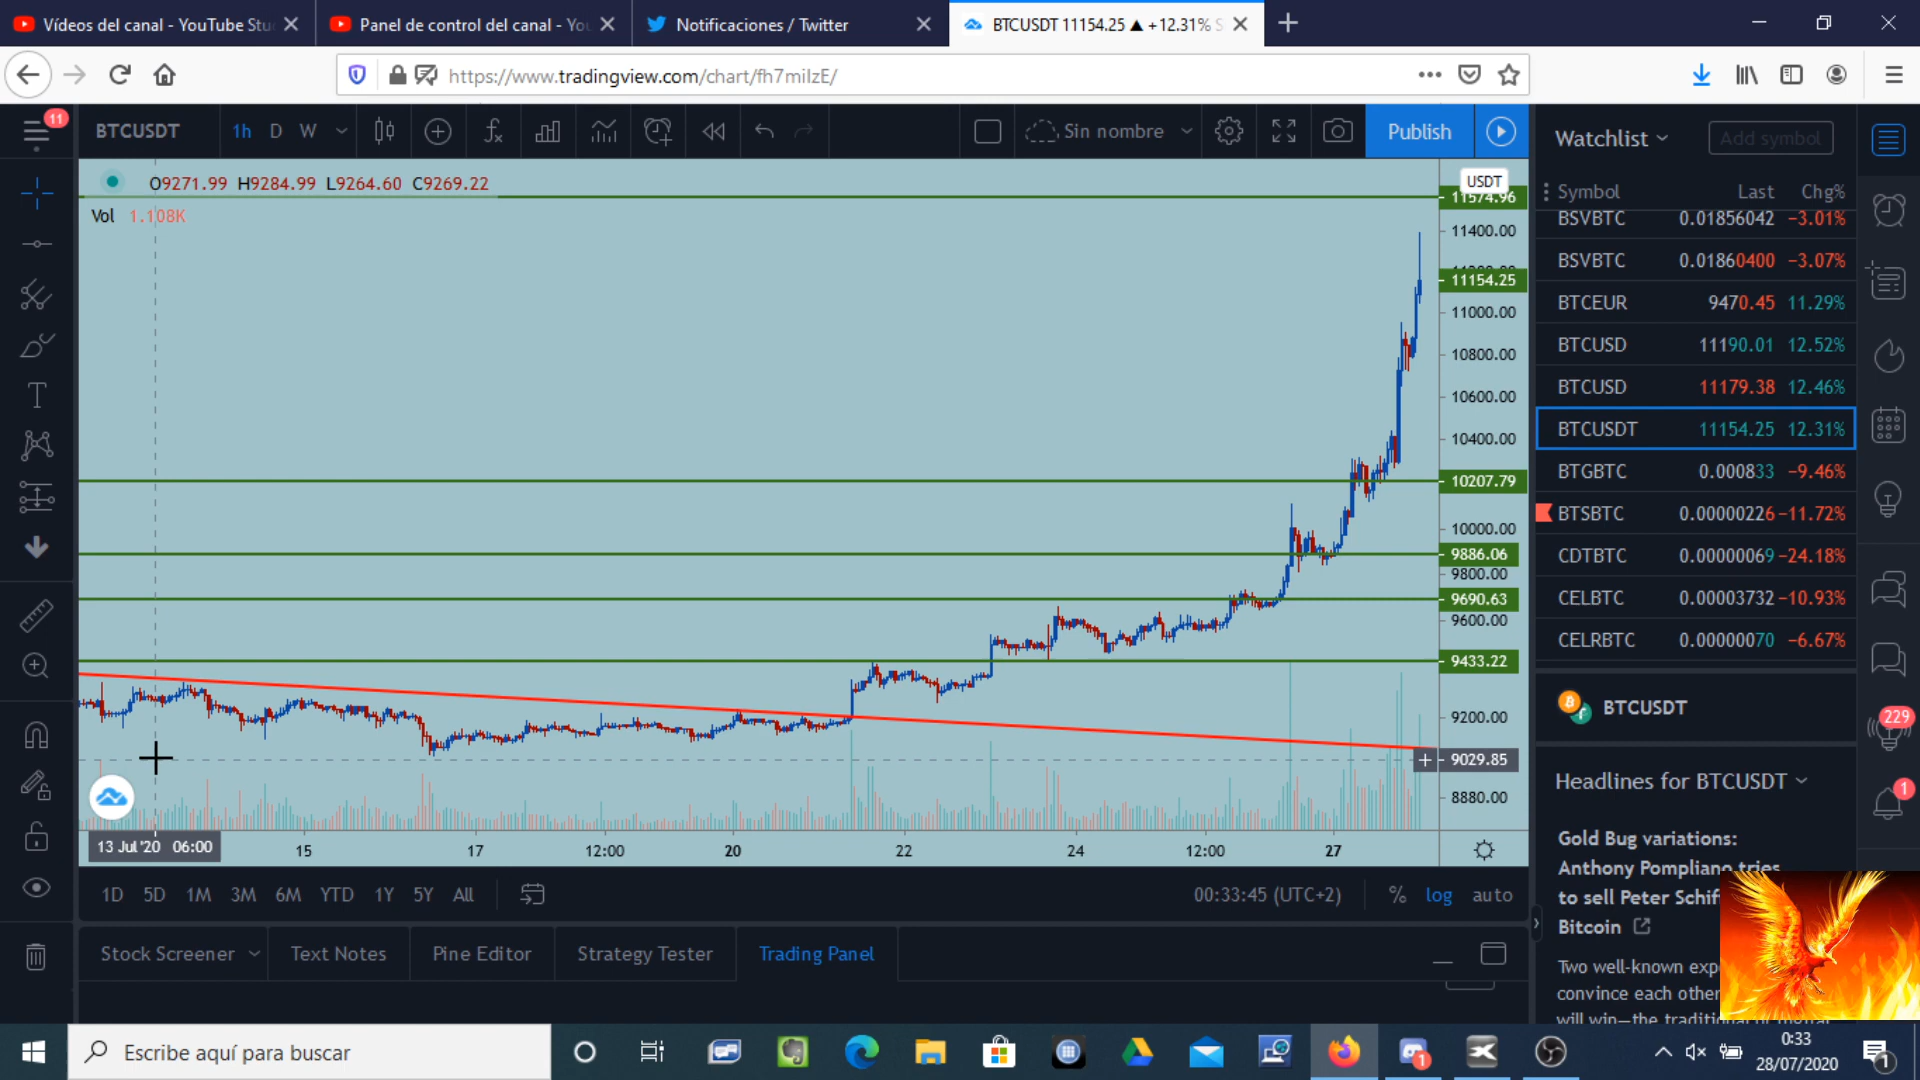 Vídeos del canal - YouTube Stu
Panel de control del canal - You
Notificaciones / Twitter
BTCUSDT 11154.25 ▲ +12.31% S
https://www.tradingview.com/chart/fh7milzE/
11
BTCUSDT
1h D W
Sin nombre
Publish
Watchlist
Add symbol
O9271.99 H9284.99 L9264.60 C9269.22
Vol 1.108K
USDT
11574.96
11400.00
11154.25
11000.00
10800.00
10600.00
10400.00
10207.79
10000.00
9886.06
9800.00
9690.63
9600.00
9433.22
9200.00
9029.85
8880.00
Symbol Last Chg%
BSVBTC 0.01856042 −3.01%
BSVBTC 0.01860400 −3.07%
BTCEUR 9470.45 11.29%
BTCUSD 11190.01 12.52%
BTCUSD 11179.38 12.46%
BTCUSDT 11154.25 12.31%
BTGBTC 0.000833 −9.46%
BTSBTC 0.00000226 −11.72%
CDTBTC 0.00000069 −24.18%
CELBTC 0.00003732 −10.93%
CELRBTC 0.00000070 −6.67%
BTCUSDT
229
1
Headlines for BTCUSDT
Gold Bug variations:
Anthony Pompliano tries
to sell Peter Schiff
Bitcoin
Two well-known exp
convince each other
will win—the
13 Jul '20 06:00 15 17 12:00 20 22 24 12:00 27
1D 5D 1M 3M 6M YTD 1Y 5Y All
00:33:45 (UTC+2) % log auto
Stock Screener Text Notes Pine Editor Strategy Tester Trading Panel
Escribe aquí para buscar
1
0:33
28/07/2020
1